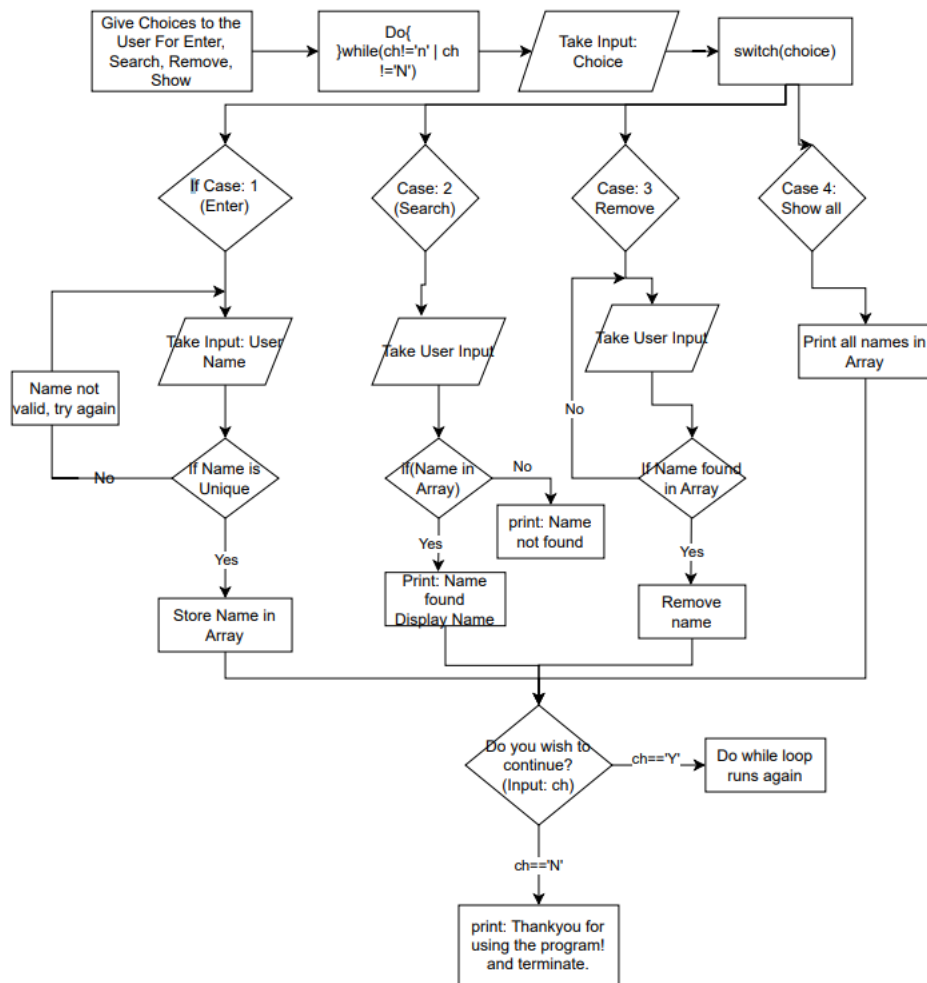 Give Choices to the
User For Enter,
Search, Remove,
Show
Do{
}while(ch!='n' | ch
!='N')
Take Input:
Choice
switch(choice)
If Case: 1
(Enter)
Case: 2
(Search)
Case: 3
Remove
Case 4:
Show all
Take Input: User
Name
Take User Input
Take User Input
Print all names in
Array
Name not
valid, try again
No
If Name is
Unique
No
If(Name in
Array)
No
If Name found
in Array
print: Name
not found
Yes
Yes
Yes
Store Name in
Array
Print: Name
found
Display Name
Remove
name
Do you wish to
continue?
(Input: ch)
ch=='Y'
Do while loop
runs again
ch=='N'
print: Thankyou for
using the program!
and terminate.